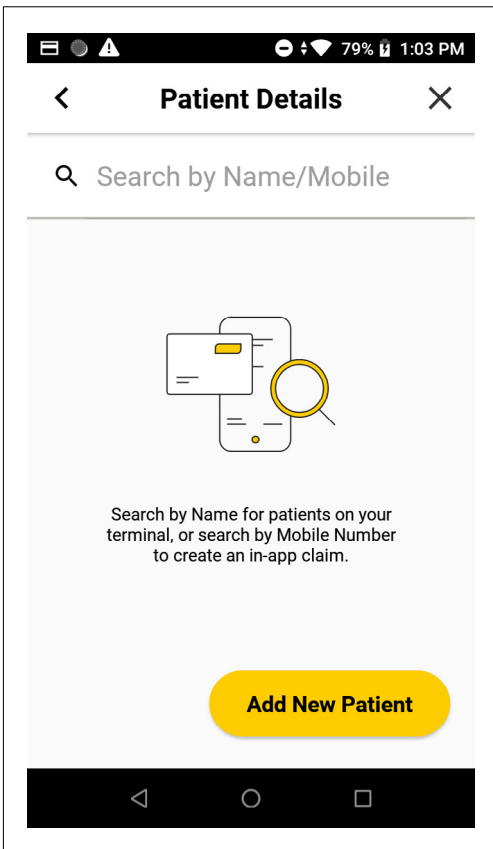 79% 1:03 PM
Patient Details
Search by Name/Mobile
Search by Name for patients on your
terminal, or search by Mobile Number
to create an in-app claim.
Add New Patient